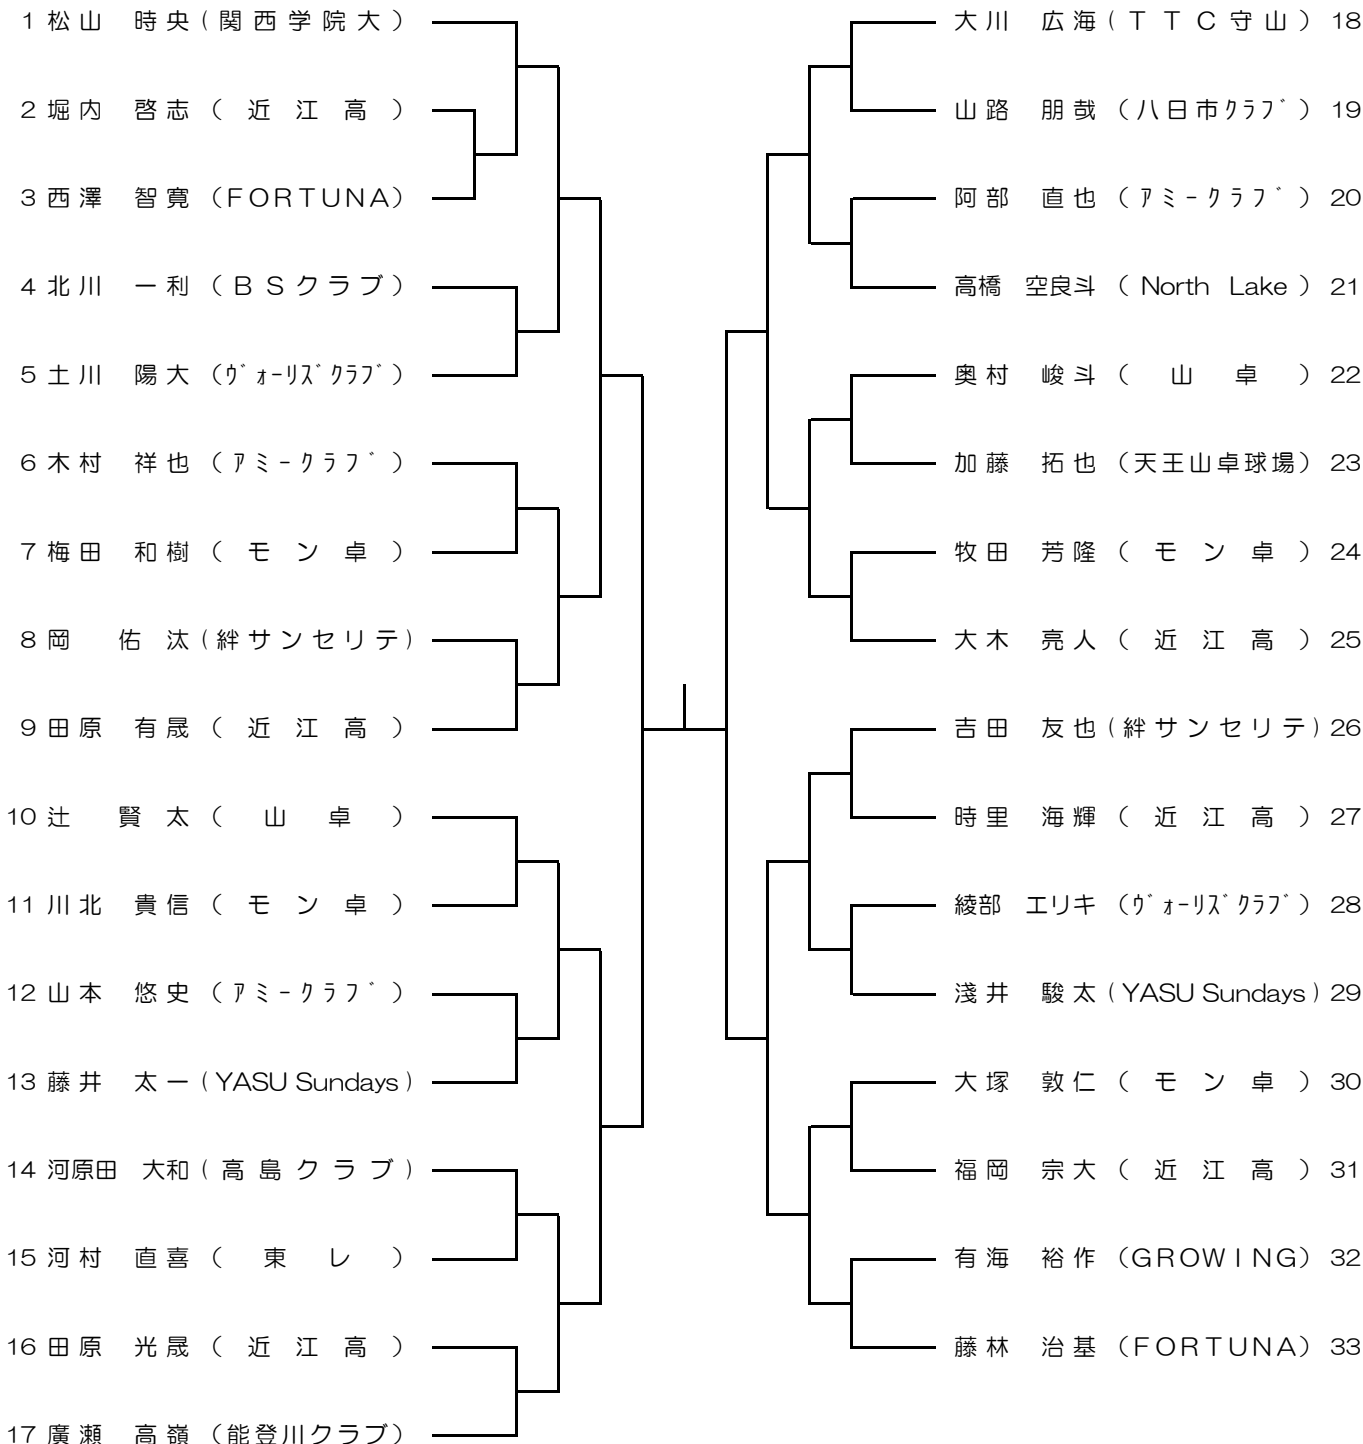 1 松山 時央 (関西学院大)
2 堀内 啓志 (近江高)
3 西澤 智寛 (FORTUNA)
4 北川 一利 (BSクラブ)
5 土川 陽大 (ヴォーリズクラブ)
6 木村 祥也 (アミークラブ)
7 梅田 和樹 (モン卓)
8 岡 佑汰 (絆サンセリテ)
9 田原 有晟 (近江高)
10 辻 賢太 (山卓)
11 川北 貴信 (モン卓)
12 山本 悠史 (アミークラブ)
13 藤井 太一 (YASU Sundays)
14 河原田 大和 (高島クラブ)
15 河村 直喜 (東レ)
16 田原 光晟 (近江高)
17 廣瀬 高嶺 (能登川クラブ)
大川 広海 (TTC守山) 18
山路 朋哉 (八日市クラブ) 19
阿部 直也 (アミークラブ) 20
高橋 空良斗 (North Lake) 21
奥村 峻斗 (山卓) 22
加藤 拓也 (天王山卓球場) 23
牧田 芳隆 (モン卓) 24
大木 亮人 (近江高) 25
吉田 友也 (絆サンセリテ) 26
時里 海輝 (近江高) 27
綾部 エリキ (ヴォーリズクラブ) 28
淺井 駿太 (YASU Sundays) 29
大塚 敦仁 (モン卓) 30
福岡 宗大 (近江高) 31
有海 裕作 (GROWING) 32
藤林 治基 (FORTUNA) 33